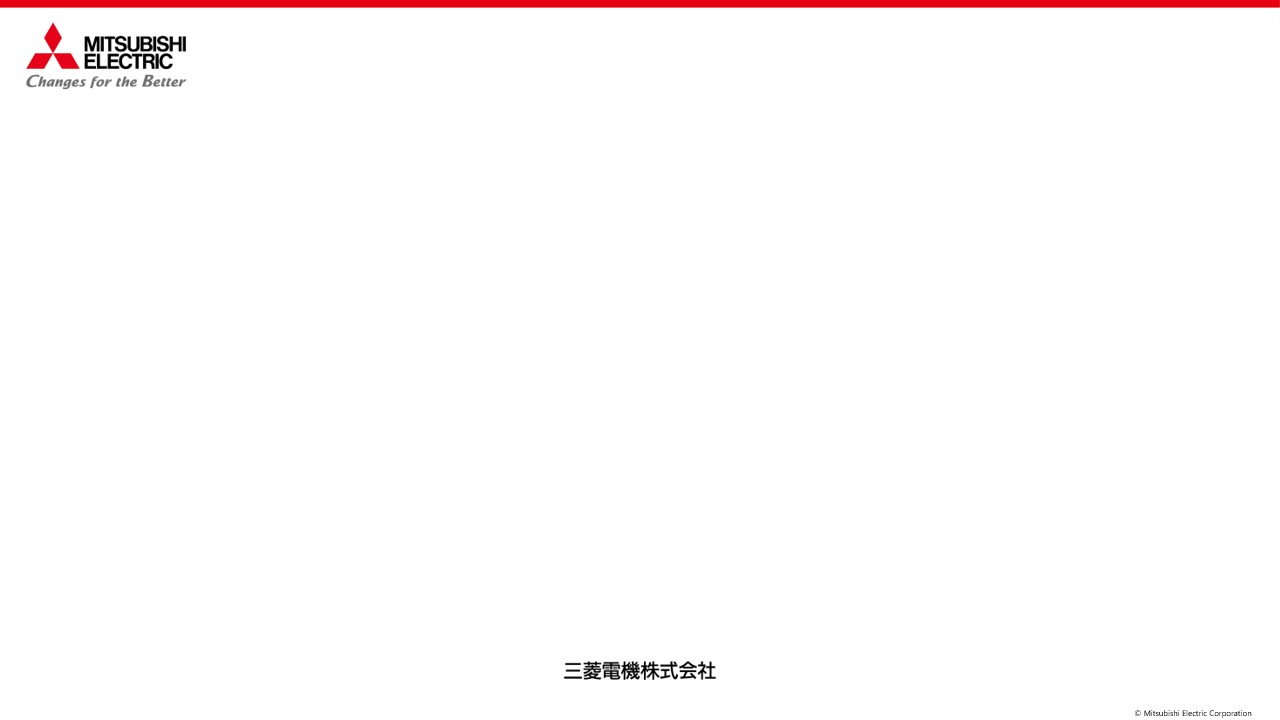 MITSUBISHI
ELECTRIC
Changes for the Better
三菱電機株式会社
© Mitsubishi Electric Corporation